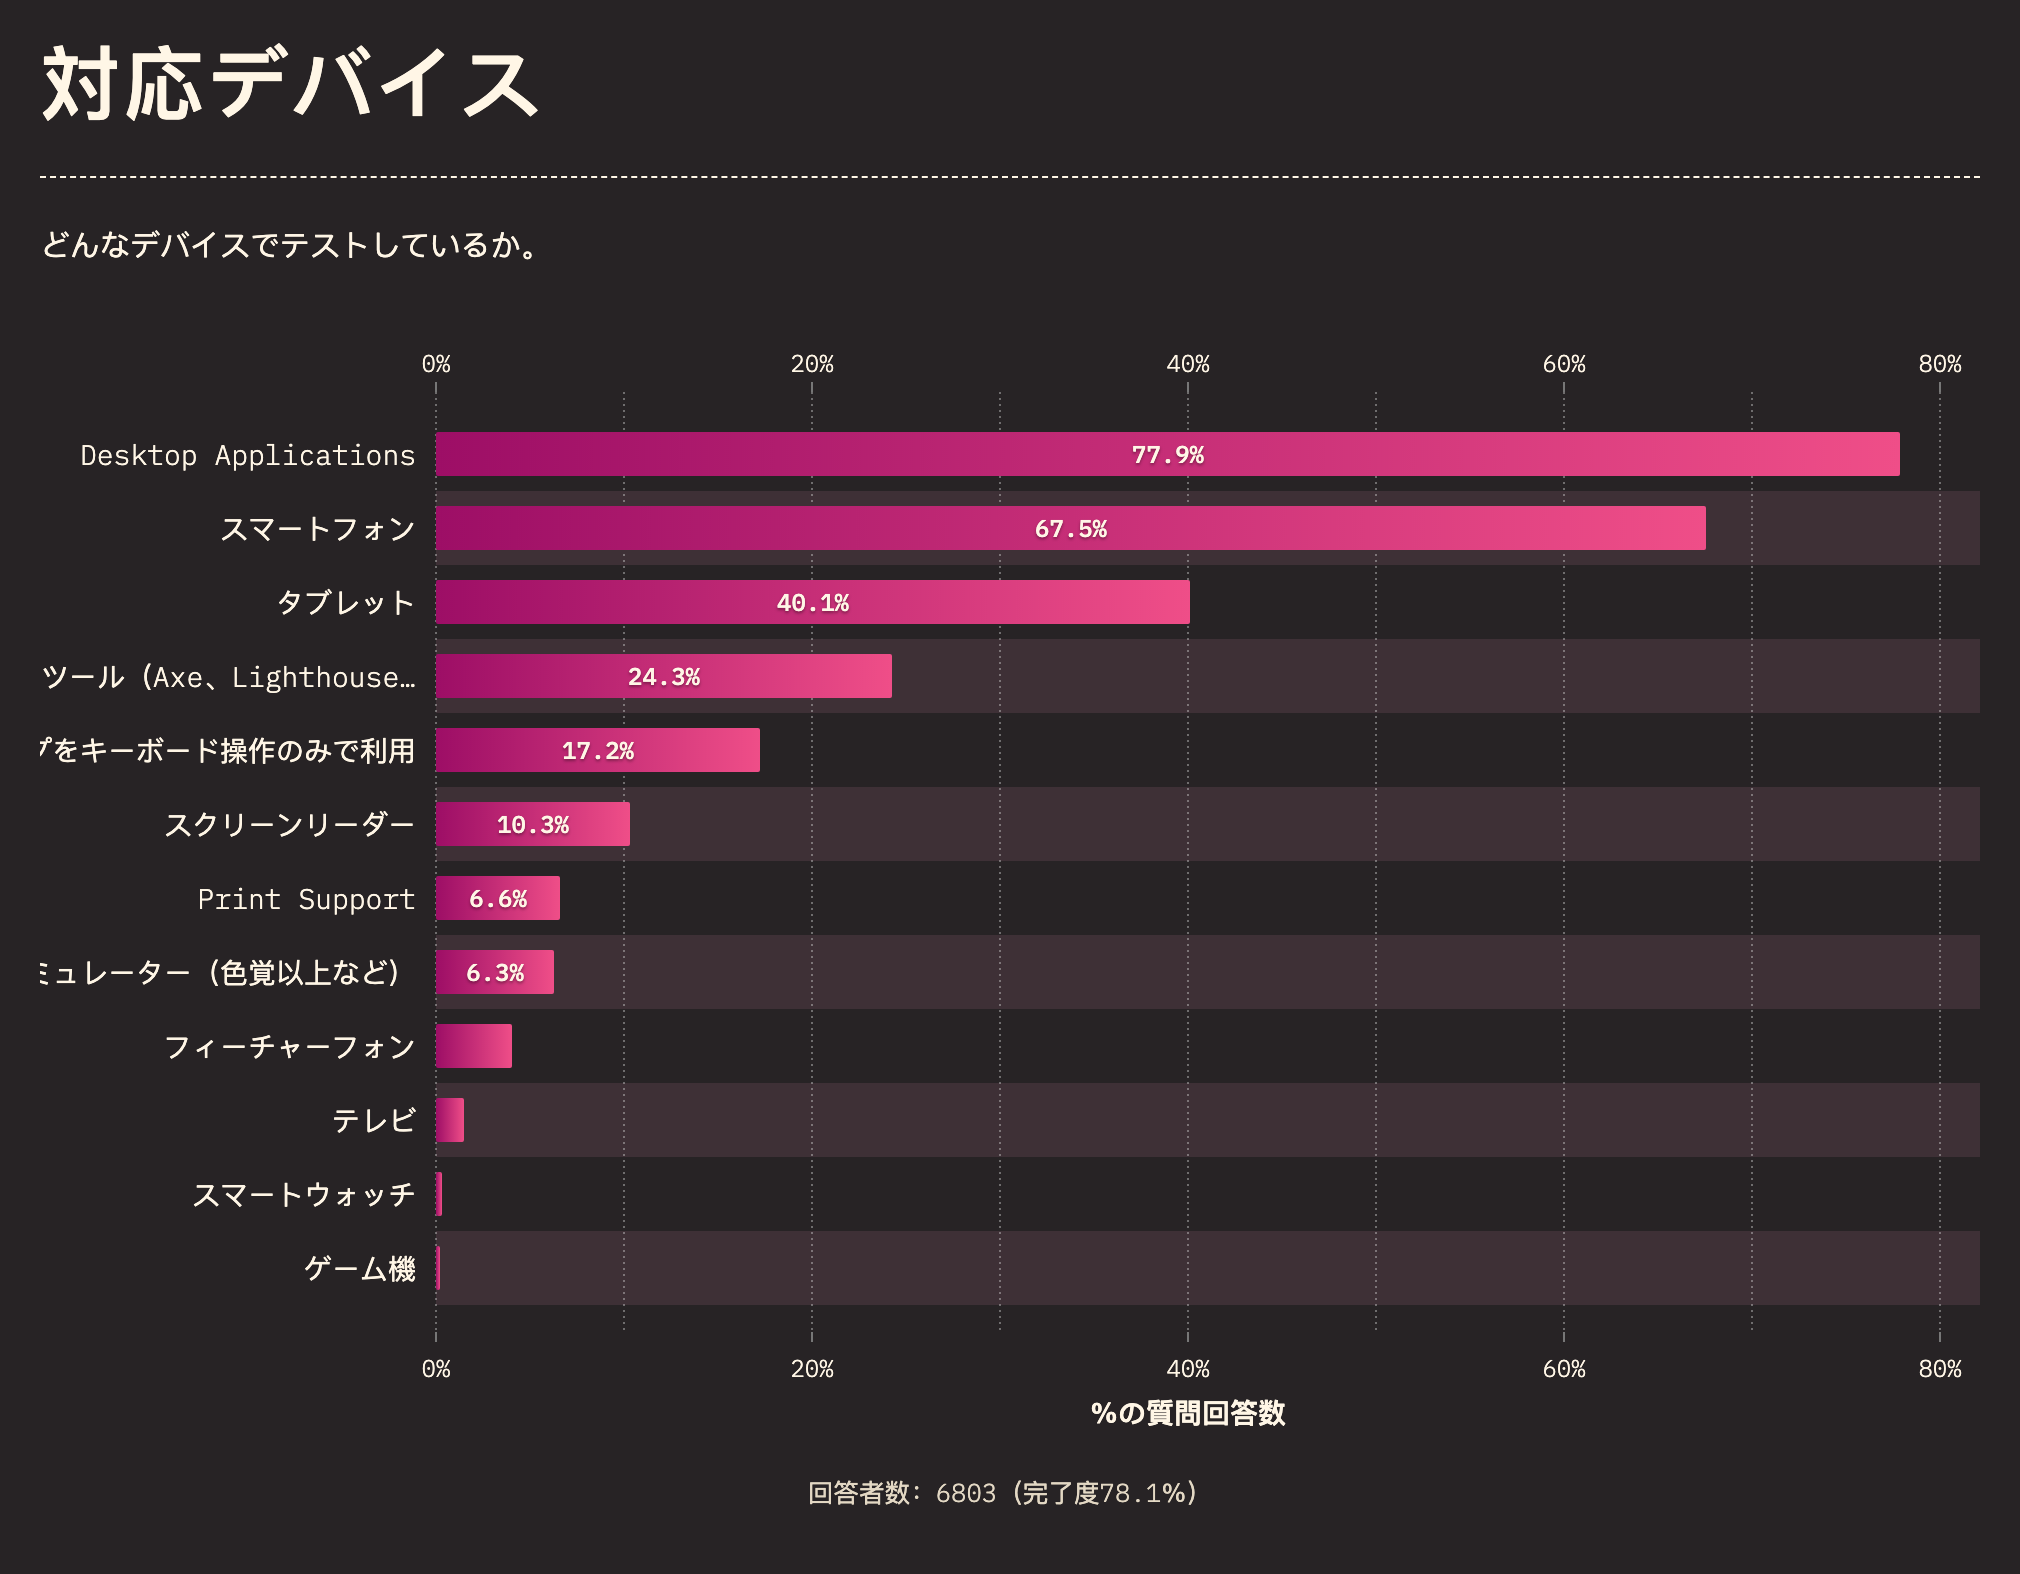 対応デバイス
どんなデバイスでテストしているか。
0% 20% 40% 60% 80%
Desktop Applications 77.9%
スマートフォン 67.5%
タブレット 40.1%
ツール（Axe、Lighthouse… 24.3%
プをキーボード操作のみで利用 17.2%
スクリーンリーダー 10.3%
Print Support 6.6%
ミュレーター（色覚以上など） 6.3%
フィーチャーフォン
テレビ
スマートウォッチ
ゲーム機
0% 20% 40% 60% 80%
%の質問回答数
回答者数：6803（完了度78.1%）